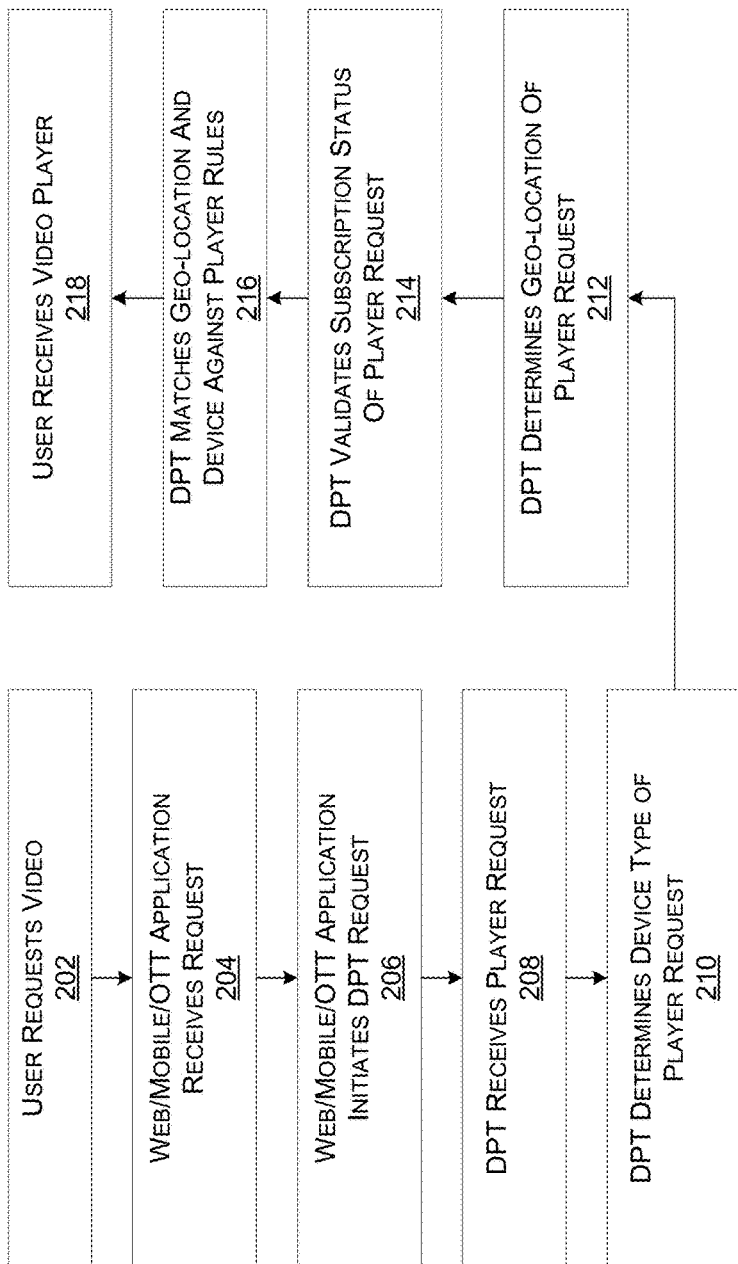 USER REQUESTS VIDEO
202
WEB/MOBILE/OTT APPLICATION
RECEIVES REQUEST
204
WEB/MOBILE/OTT APPLICATION
INITIATES DPT REQUEST
206
DPT RECEIVES PLAYER REQUEST
208
DPT DETERMINES DEVICE TYPE OF
PLAYER REQUEST
210
DPT DETERMINES GEO-LOCATION OF
PLAYER REQUEST
212
DPT VALIDATES SUBSCRIPTION STATUS
OF PLAYER REQUEST
214
DPT MATCHES GEO-LOCATION AND
DEVICE AGAINST PLAYER RULES
216
USER RECEIVES VIDEO PLAYER
218